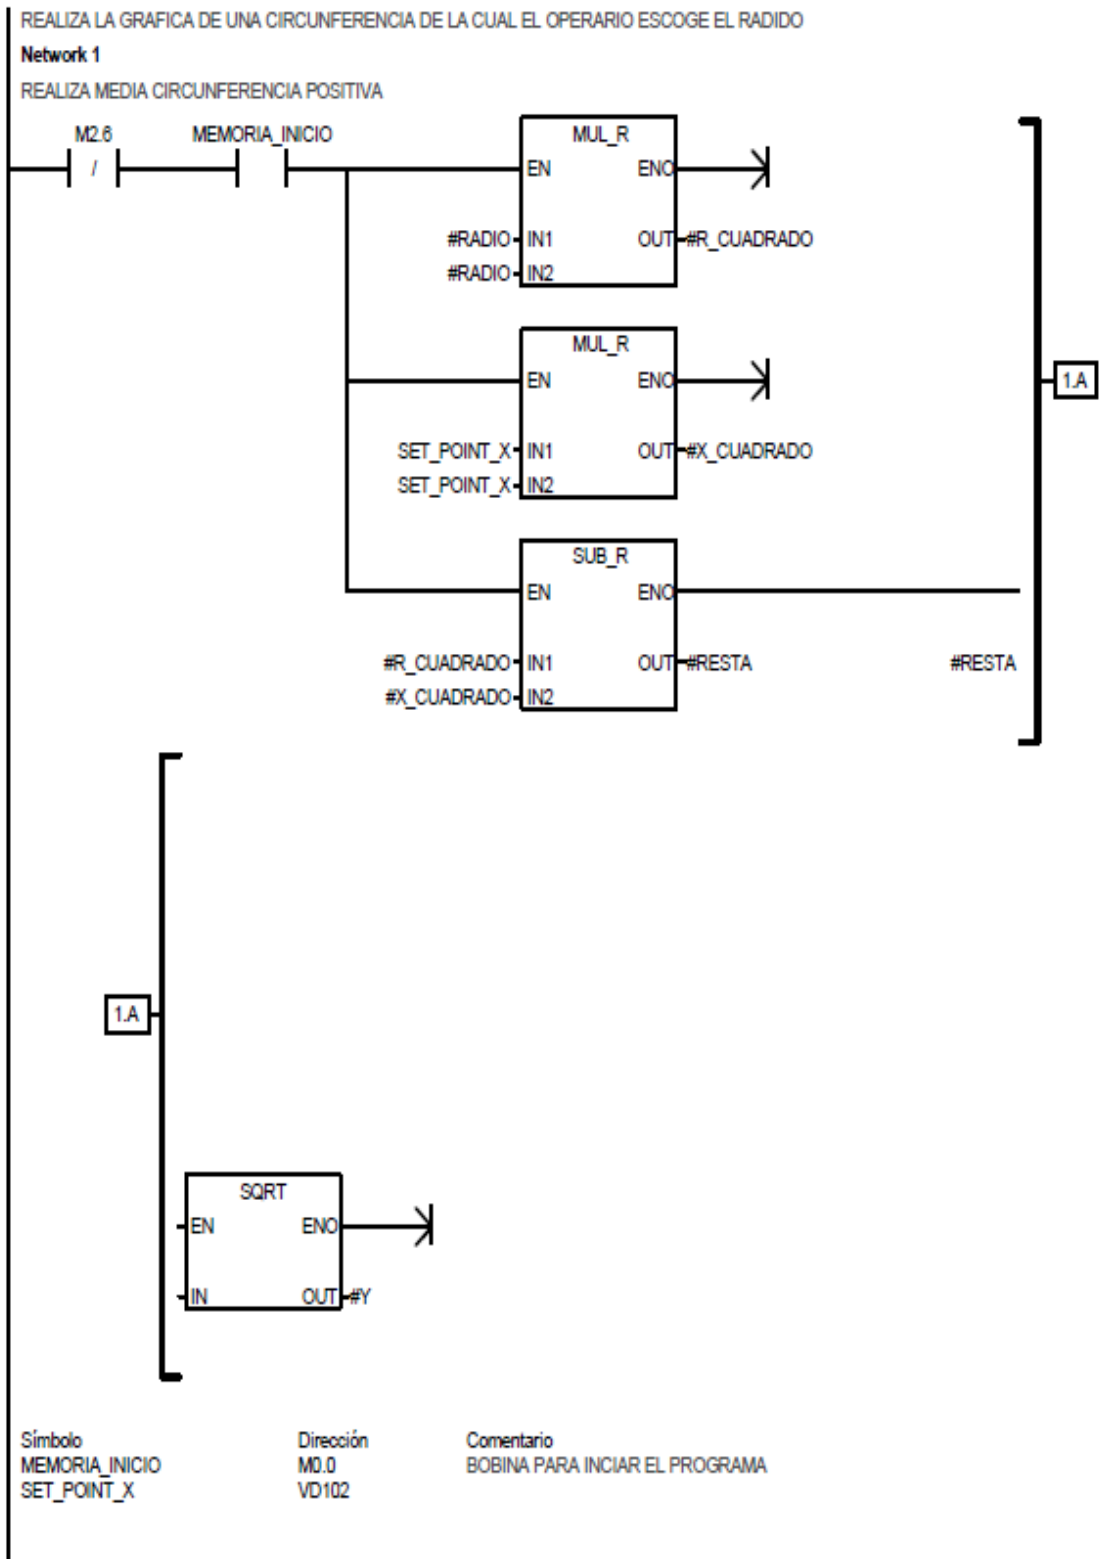 REALIZA LA GRAFICA DE UNA CIRCUNFERENCIA DE LA CUAL EL OPERARIO ESCOGE EL RADIDO
Network 1
REALIZA MEDIA CIRCUNFERENCIA POSITIVA
M2.6 MEMORIA_INICIO
/
MUL_R
EN ENO
#RADIO IN1 OUT #R_CUADRADO
#RADIO IN2
MUL_R
EN ENO
1.A
SET_POINT_X IN1 OUT #X_CUADRADO
SET_POINT_X IN2
SUB_R
EN ENO
#R_CUADRADO IN1 OUT #RESTA #RESTA
#X_CUADRADO IN2
1.A
SQRT
EN ENO
IN OUT #Y
Símbolo Dirección Comentario
MEMORIA_INICIO M0.0 BOBINA PARA INCIAR EL PROGRAMA
SET_POINT_X VD102